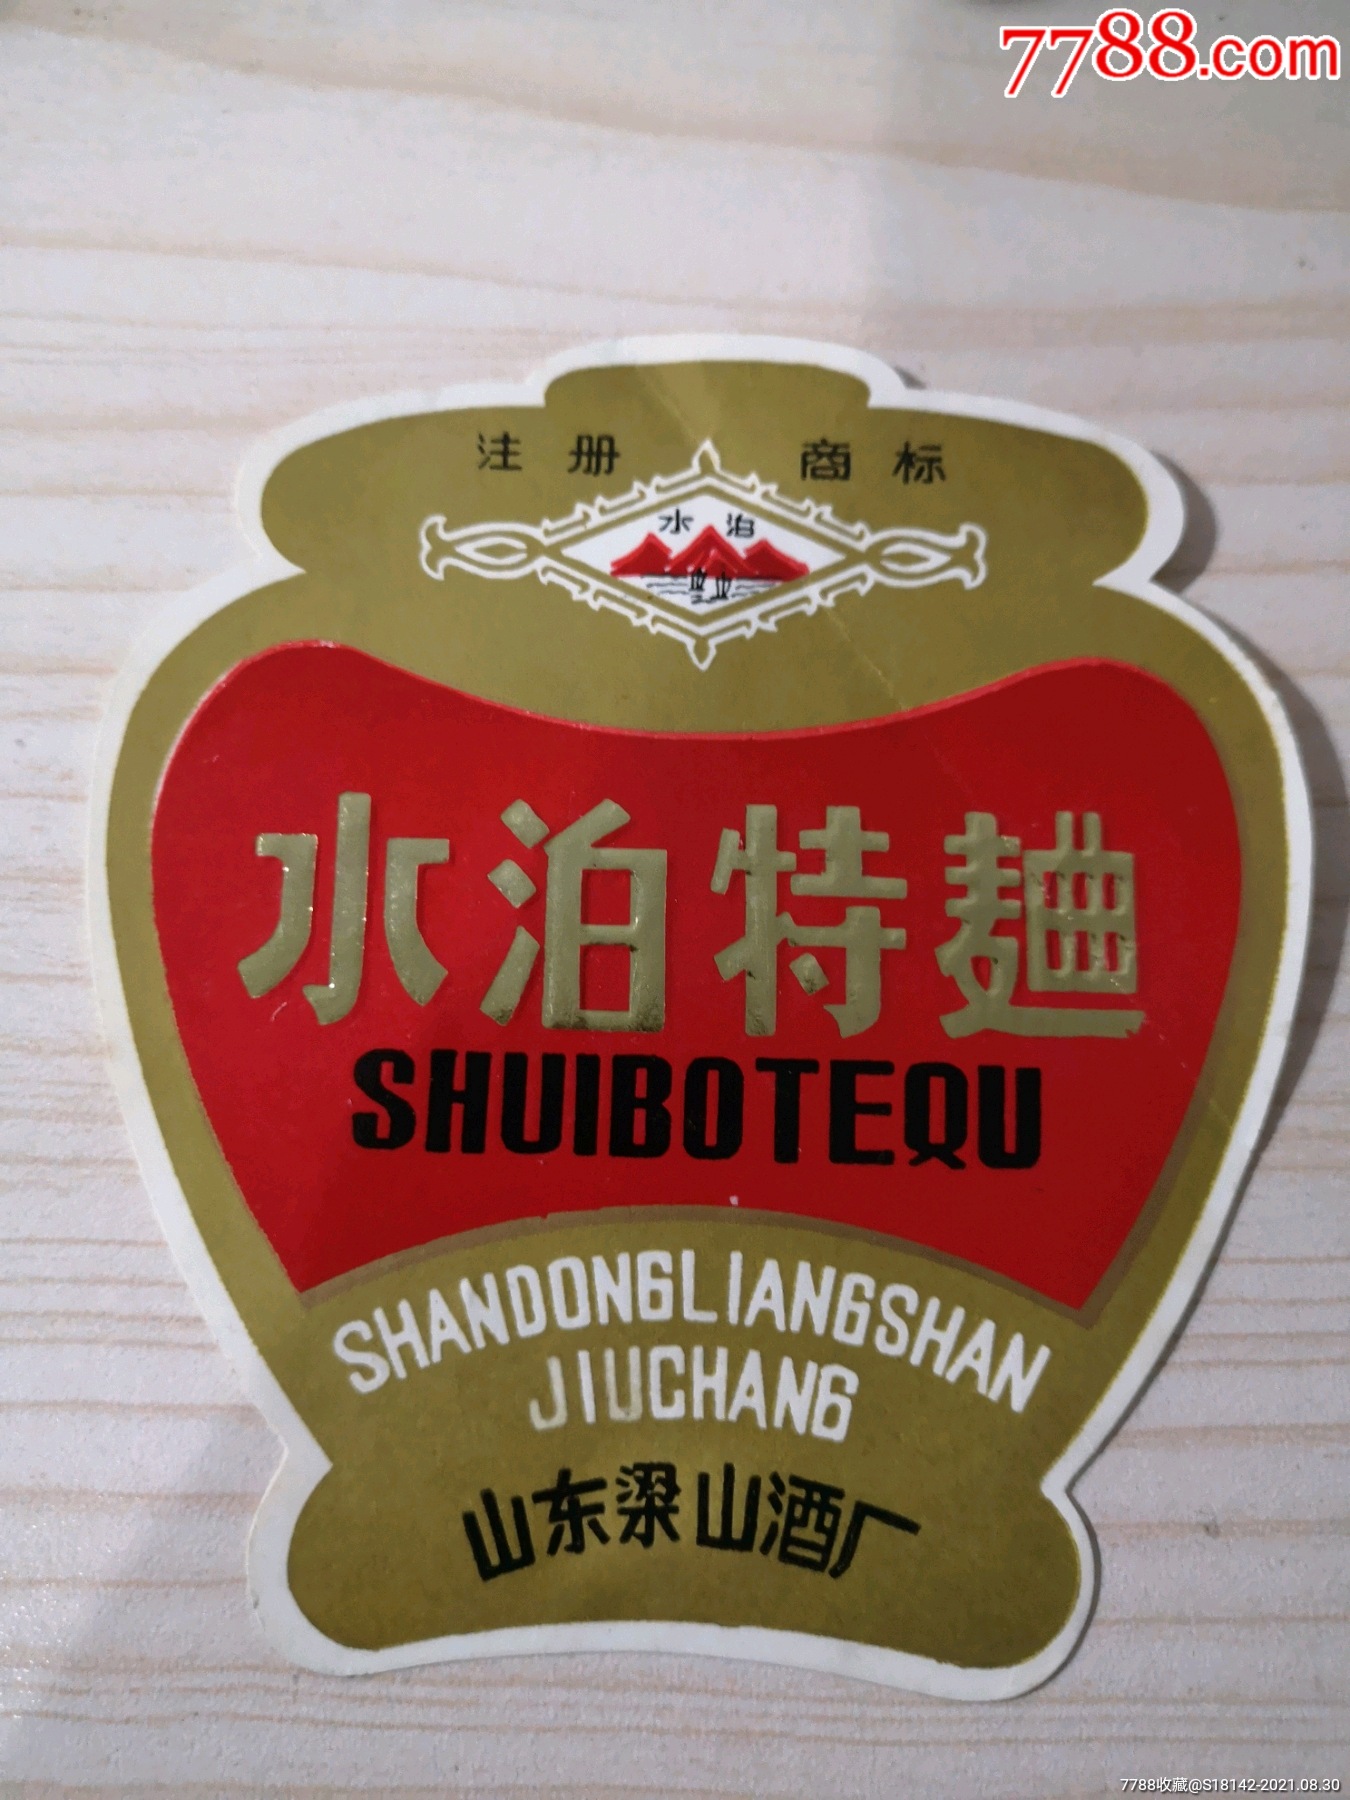 7788.com
注册 商标
水泊
水泊特麯
SHUIBOTEQU
SHANDONGLIANGSHAN
JIUCHANG
山东梁山酒厂
7788收藏@S18142-2021.08.30